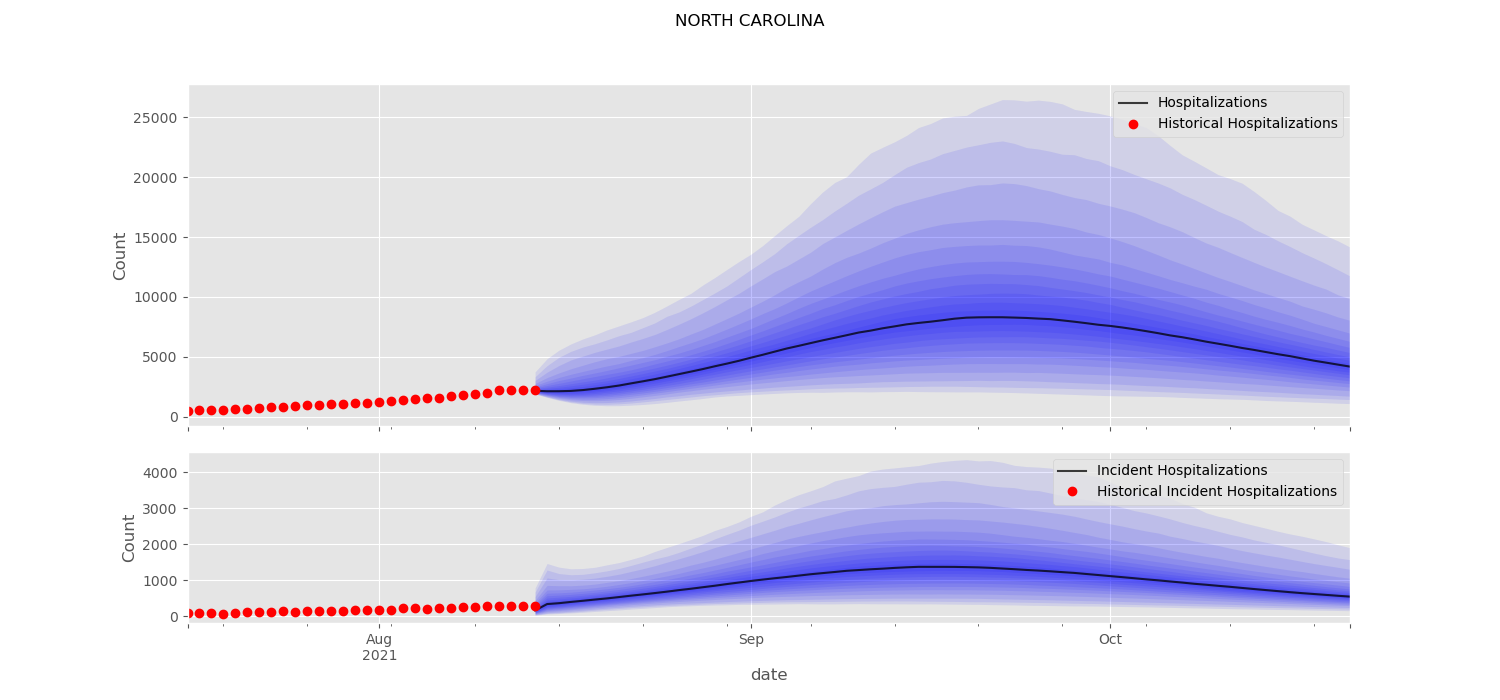 NORTH CAROLINA
Hospitalizations
Historical Hospitalizations
Count
25000
20000
15000
10000
5000
0
Incident Hospitalizations
Historical Incident Hospitalizations
Count
4000
3000
2000
1000
0
Aug
2021
Sep
Oct
date